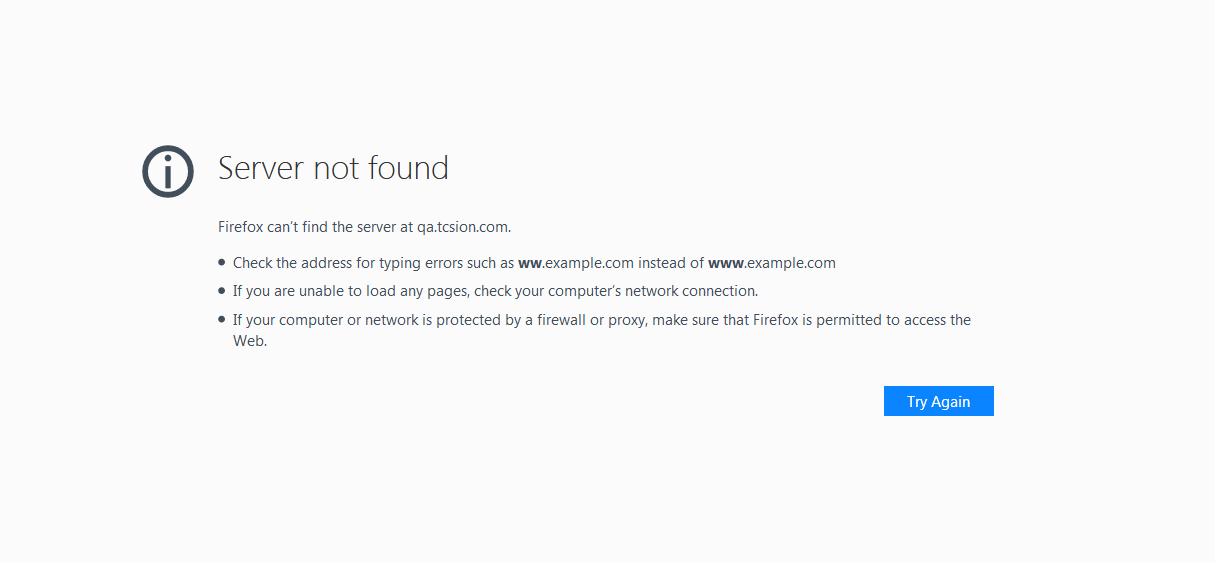 Server not found
Firefox can’t find the server at qa.tcsion.com.
Check the address for typing errors such as ww.example.com instead of www.example.com
If you are unable to load any pages, check your computer’s network connection.
If your computer or network is protected by a firewall or proxy, make sure that Firefox is permitted to access the
Web.
Try Again